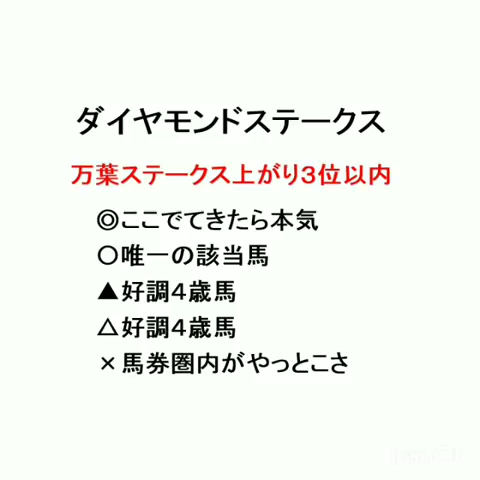 ダイヤモンドステークス
万葉ステークス上がり３位以内
◎ここでてきたら本気
〇唯一の該当馬
▲好調４歳馬
△好調４歳馬
×馬券圏内がやっとこさ